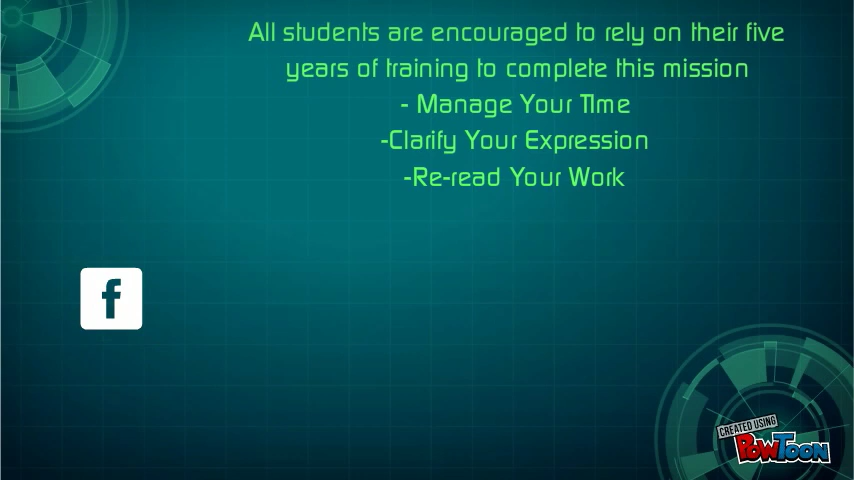 All students are encouraged to rely on their five
years of training to complete this mission
- Manage Your TIme
-Clarify Your Expression
-Re-read Your Work
f
CREATED USING
POWTOON